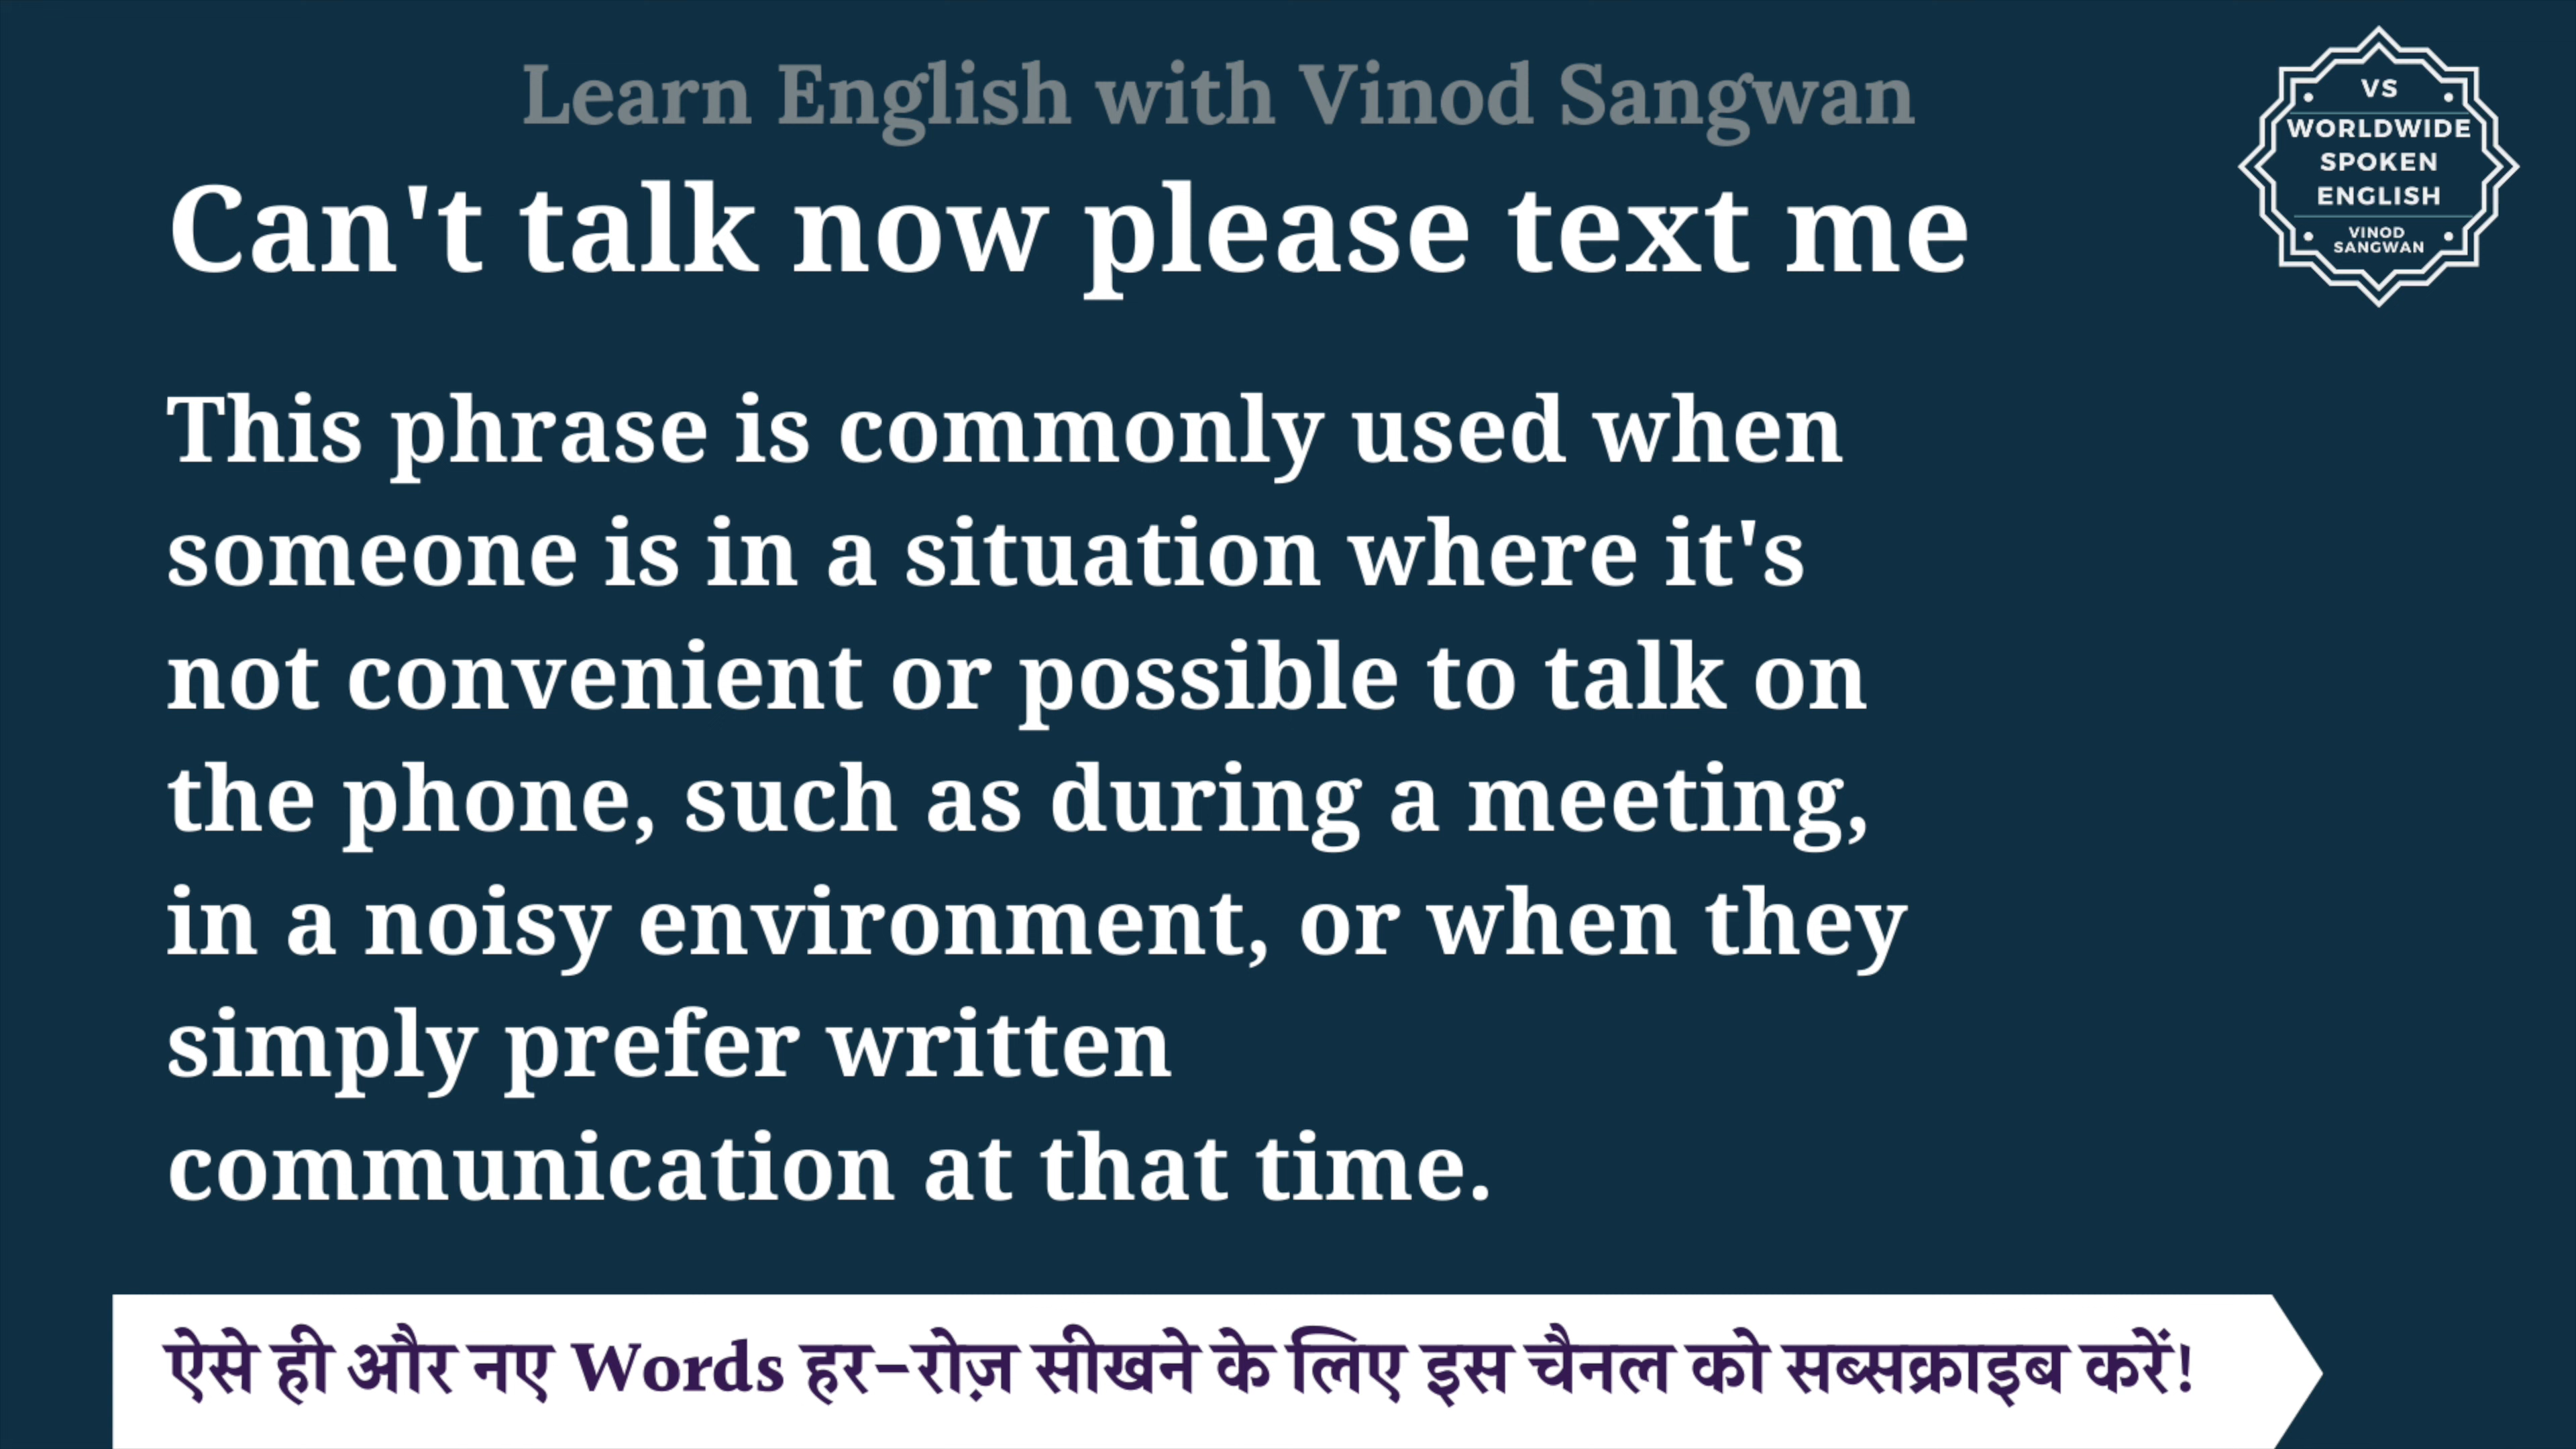 Learn English with Vinod Sangwan
Can't talk now please text me
This phrase is commonly used when
someone is in a situation where it's
not convenient or possible to talk on
the phone, such as during a meeting,
in a noisy environment, or when they
simply prefer written
communication at that time.
ऐसे ही और नए Words हर-रोज़ सीखने के लिए इस चैनल को सब्सक्राइब करें!
VS
WORLDWIDE
SPOKEN
ENGLISH
VINOD
SANGWAN